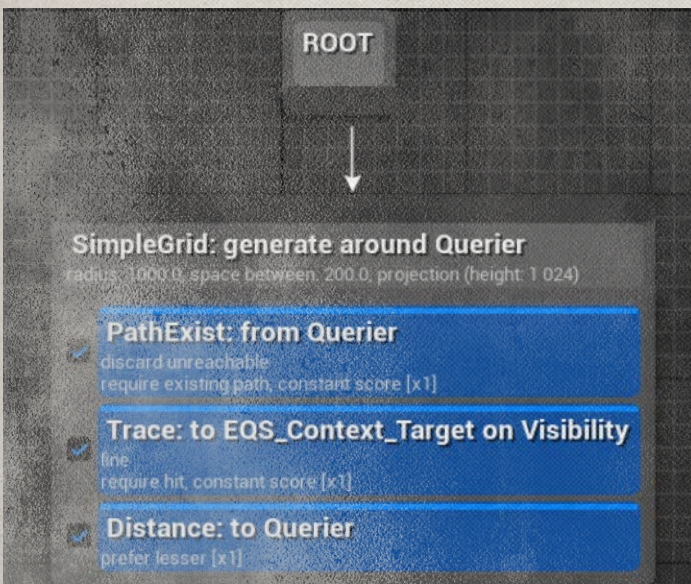 ROOT
SimpleGrid: generate around Querier
radius: 1000.0, space between: 200.0, projection (height: 1 024)
PathExist: from Querier
discard unreachable
require existing path, constant score [x1]
Trace: to EQS_Context_Target on Visibility
line
require hit, constant score [x1]
Distance: to Querier
prefer lesser [x1]